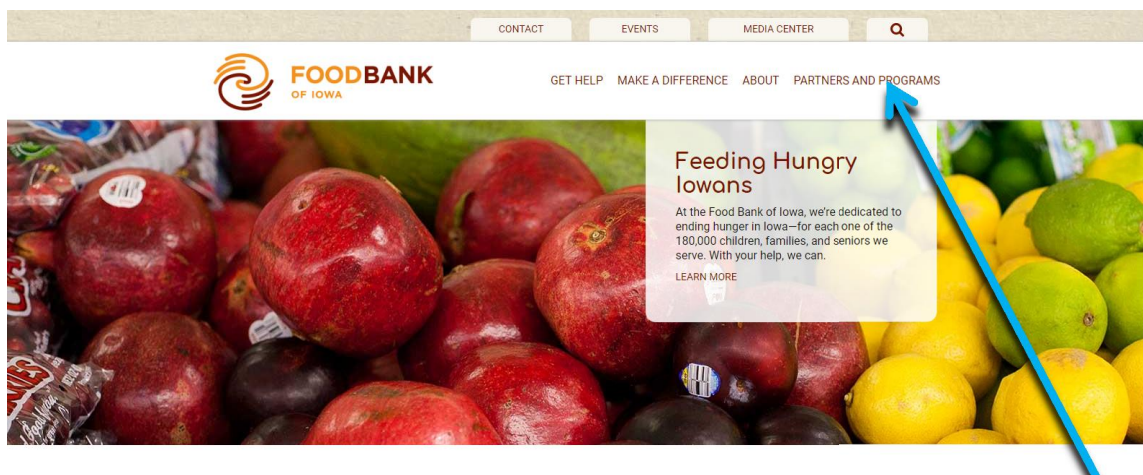 CONTACT
EVENTS
MEDIA CENTER
FOODBANK
OF IOWA
GET HELP
MAKE A DIFFERENCE
ABOUT
PARTNERS AND PROGRAMS
Feeding Hungry
Iowans
At the Food Bank of Iowa, we're dedicated to
ending hunger in Iowa—for each one of the
180,000 children, families, and seniors we
serve. With your help, we can.
LEARN MORE